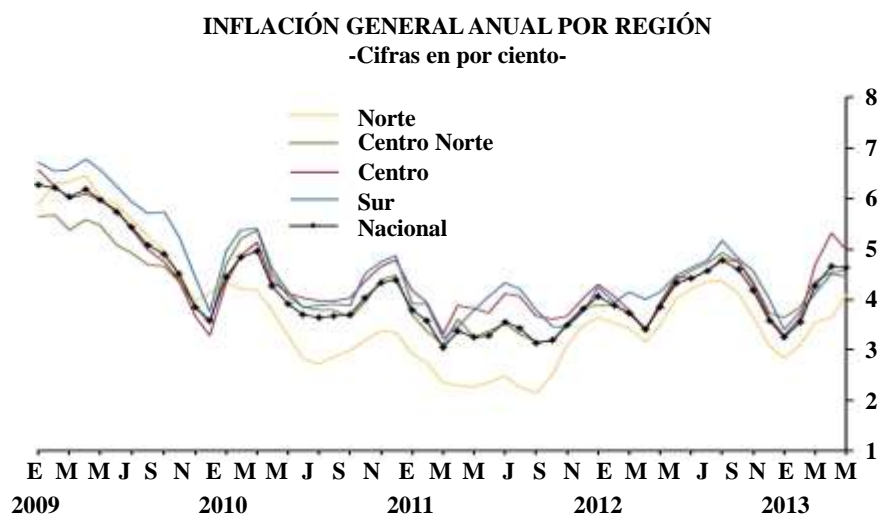 INFLACIÓN GENERAL ANUAL POR REGIÓN
-Cifras en por ciento-
8
7
6
5
4
3
2
1
Norte
Centro Norte
Centro
Sur
Nacional
E M M J S N E M M J S N E M M J S N E M M J S N E M M
2009 2010 2011 2012 2013